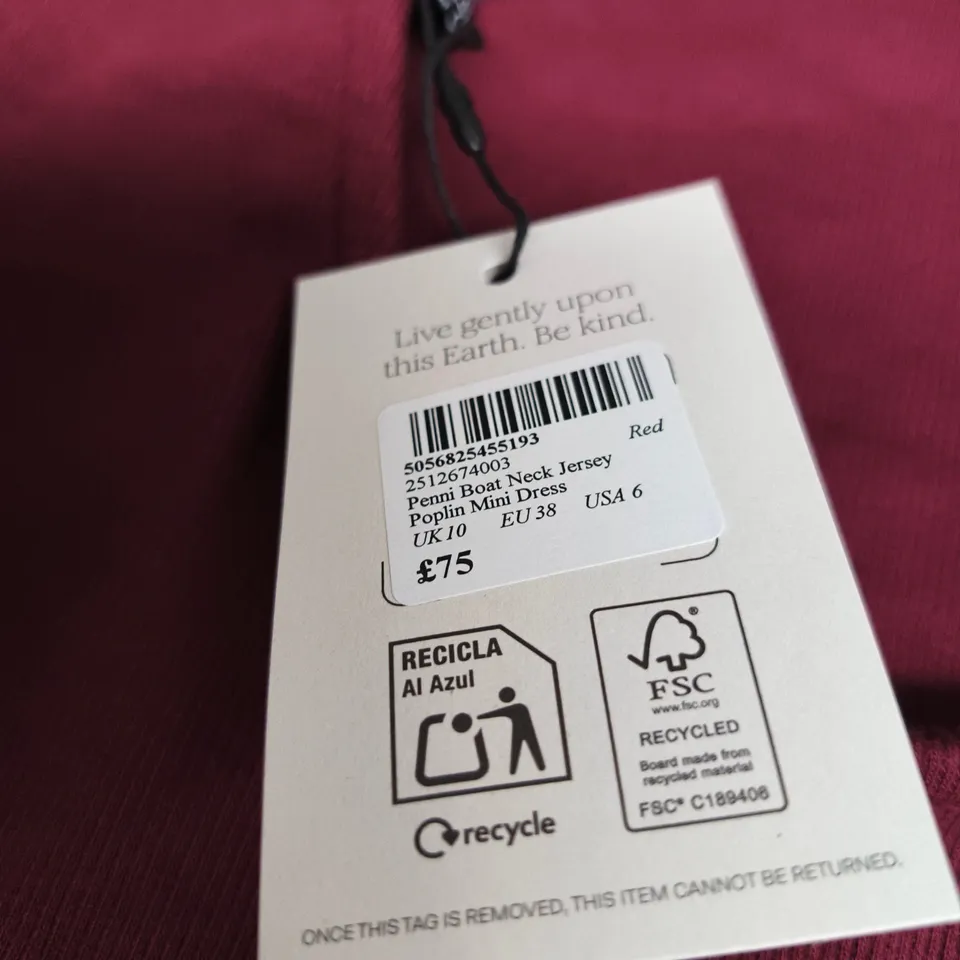 Live gently upon
this Earth. Be kind.
5056825455193
Red
2512674003
Penni Boat Neck Jersey
Poplin Mini Dress
UK 10 EU 38 USA 6
£75
RECICLA
Al Azul
recycle
®
FSC
www.fsc.org
RECYCLED
Board made from
recycled material
FSC® C189406
ONCE THIS TAG IS REMOVED, THIS ITEM CANNOT BE RETURNED.